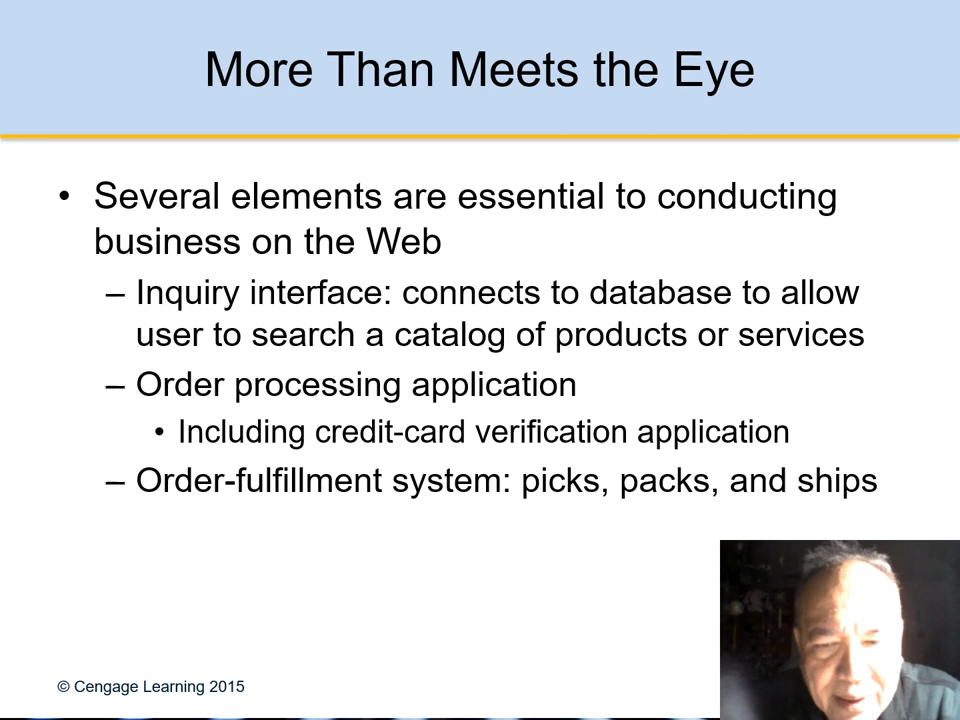 More Than Meets the Eye
• Several elements are essential to conducting
business on the Web
– Inquiry interface: connects to database to allow
user to search a catalog of products or services
– Order processing application
• Including credit-card verification application
– Order-fulfillment system: picks, packs, and ships
© Cengage Learning 2015